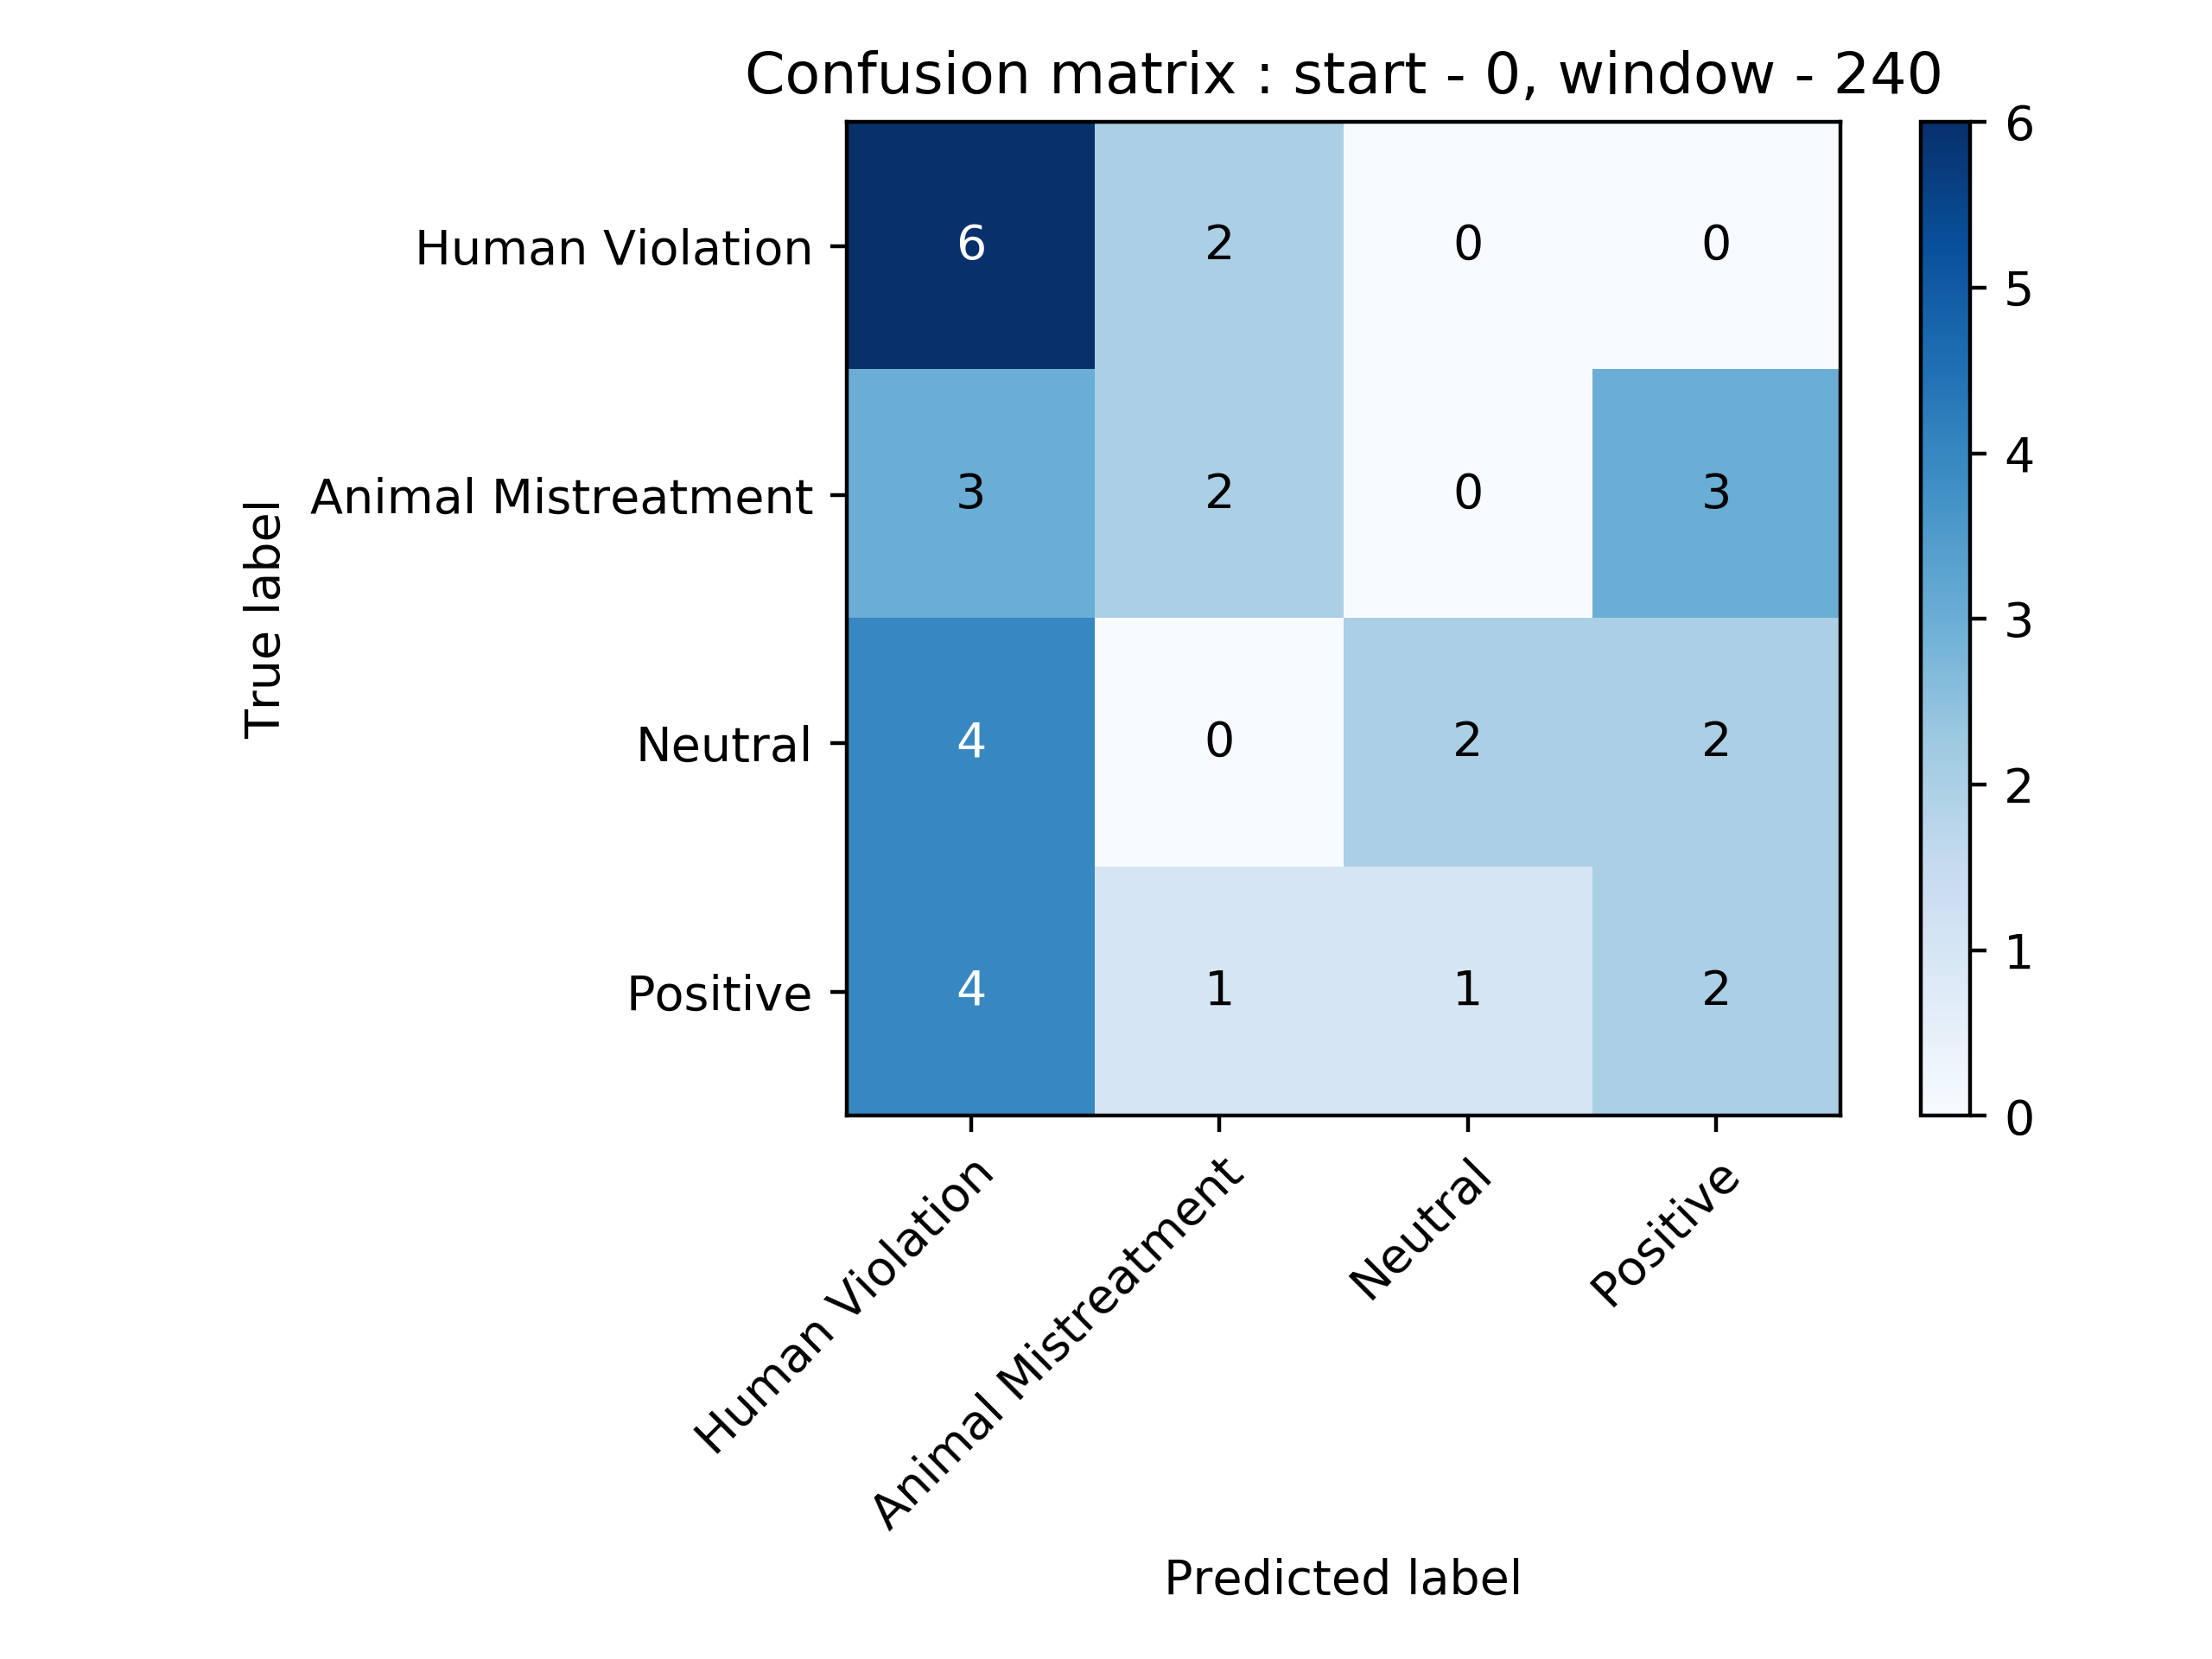 Confusion matrix : start - 0, window - 240
Human Violation 6 2 0 0
Animal Mistreatment 3 2 0 3
Neutral 4 0 2 2
Positive 4 1 1 2
True label
Human Violation
Animal Mistreatment
Neutral
Positive
Predicted label
6
5
4
3
2
1
0